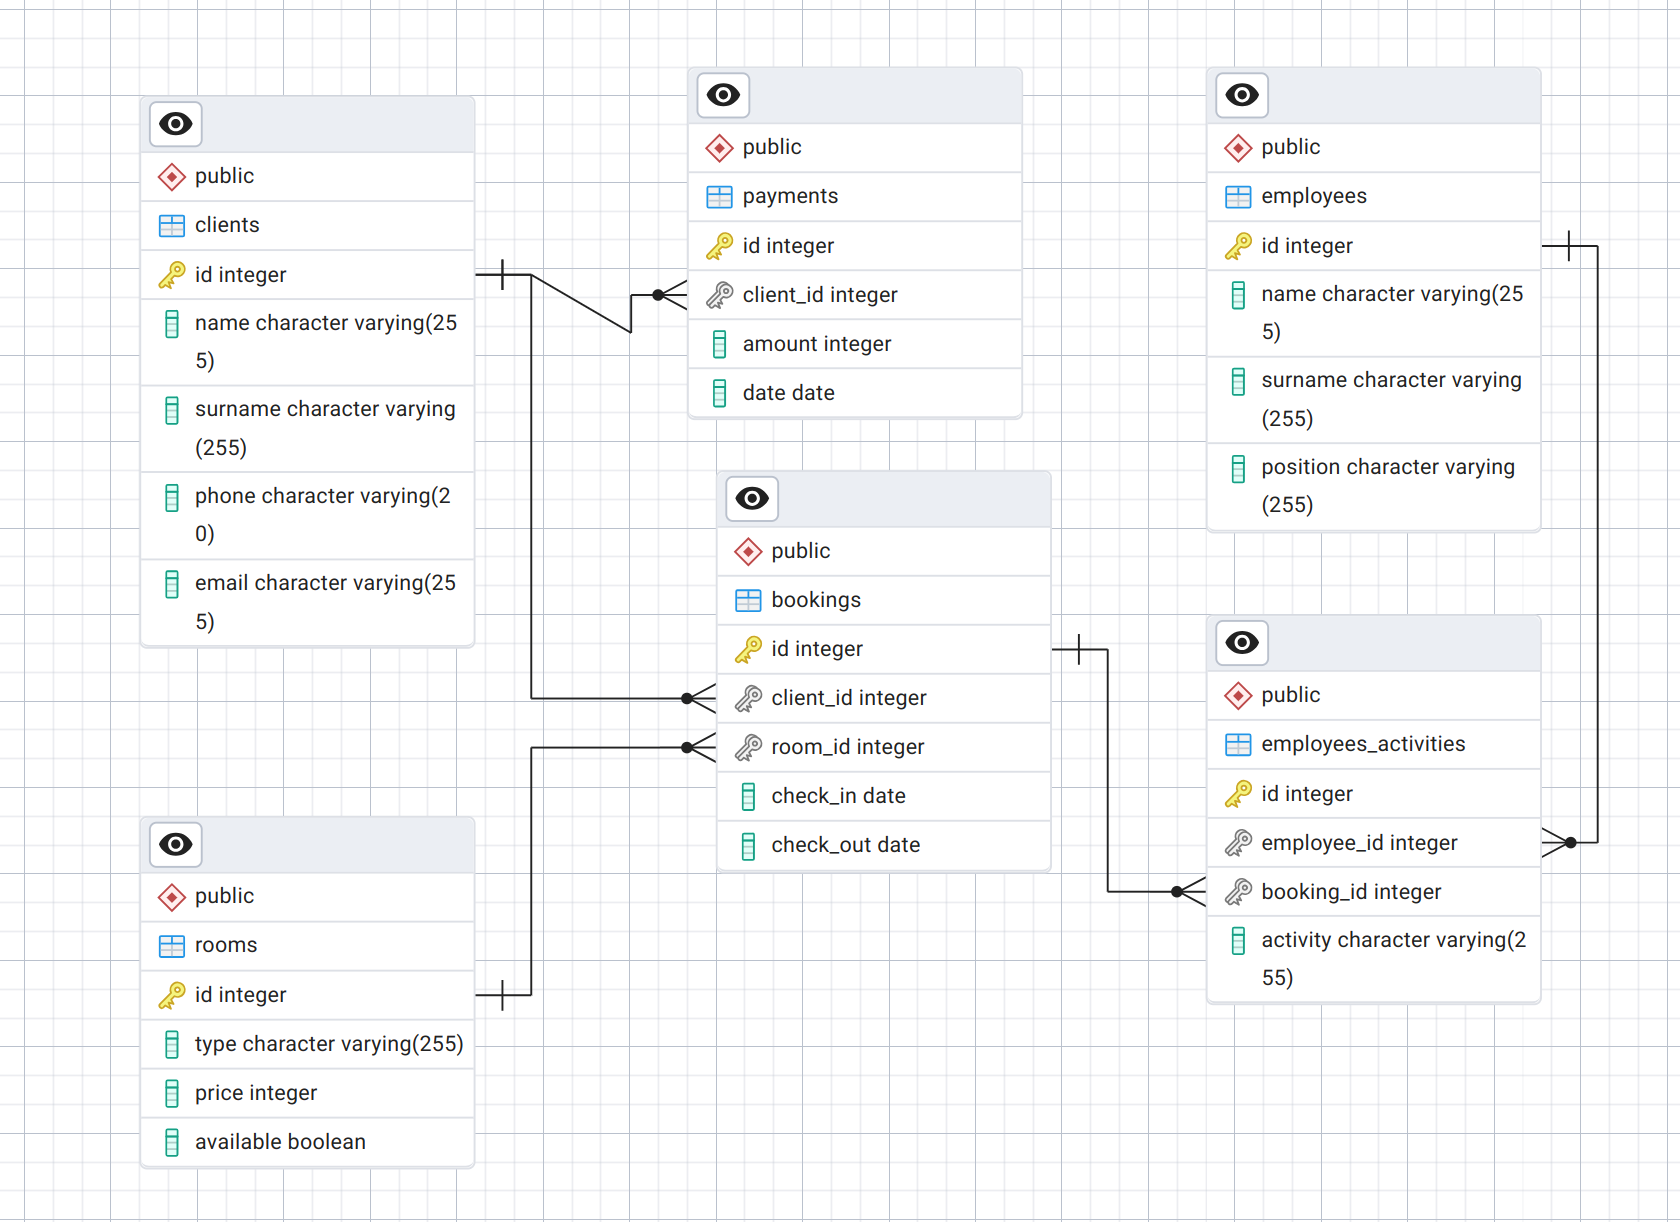 public
clients
id integer
name character varying(25
5)
surname character varying
(255)
phone character varying(2
0)
email character varying(25
5)
public
payments
id integer
client_id integer
amount integer
date date
public
employees
id integer
name character varying(25
5)
surname character varying
(255)
position character varying
(255)
public
bookings
id integer
client_id integer
room_id integer
check_in date
check_out date
public
employees_activities
id integer
employee_id integer
booking_id integer
activity character varying(2
55)
public
rooms
id integer
type character varying(255)
price integer
available boolean